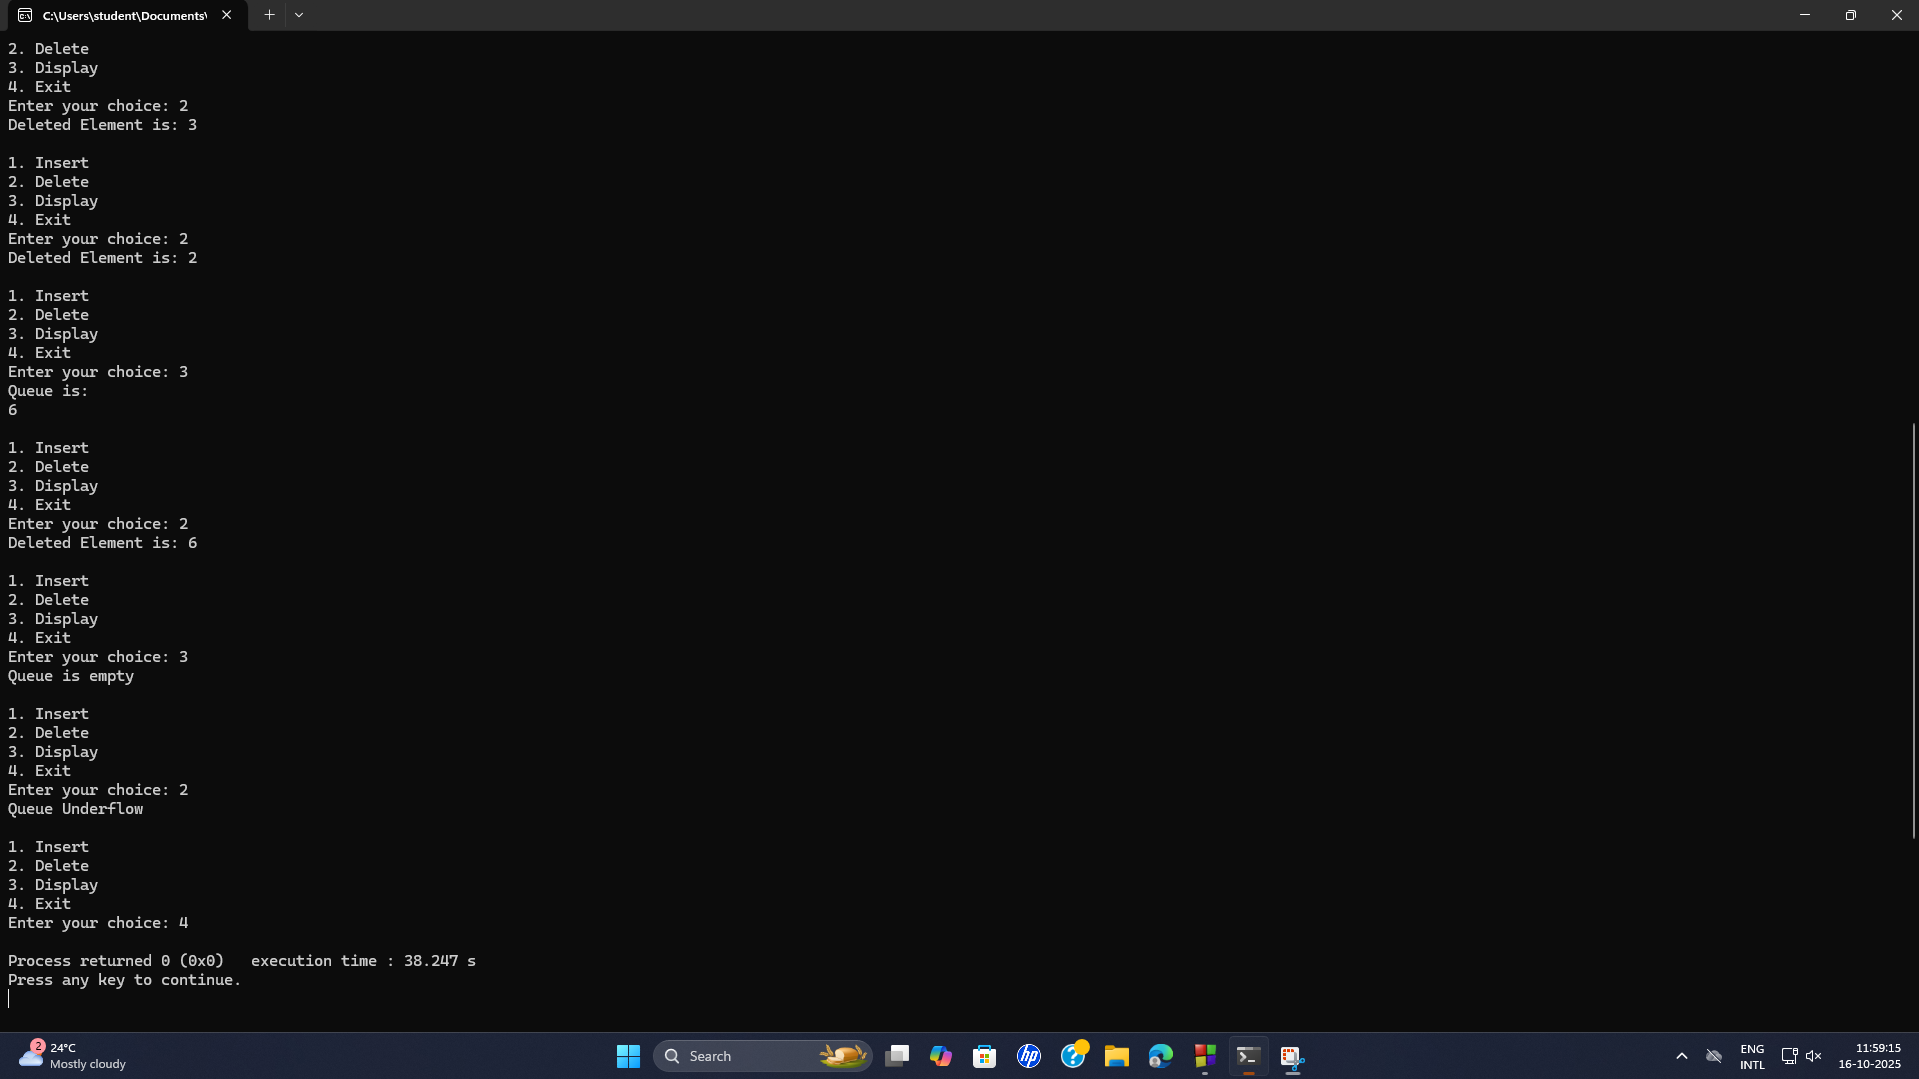 C:\Users\student\Documents\
2. Delete
3. Display
4. Exit
Enter your choice: 2
Deleted Element is: 3
1. Insert
2. Delete
3. Display
4. Exit
Enter your choice: 2
Deleted Element is: 2
1. Insert
2. Delete
3. Display
4. Exit
Enter your choice: 3
Queue is:
6
1. Insert
2. Delete
3. Display
4. Exit
Enter your choice: 2
Deleted Element is: 6
1. Insert
2. Delete
3. Display
4. Exit
Enter your choice: 3
Queue is empty
1. Insert
2. Delete
3. Display
4. Exit
Enter your choice: 2
Queue Underflow
1. Insert
2. Delete
3. Display
4. Exit
Enter your choice: 4
Process returned 0 (0x0)   execution time : 38.247 s
Press any key to continue.
2
24°C
Mostly cloudy
Search
hp
ENG
INTL
11:59:15
16-10-2025